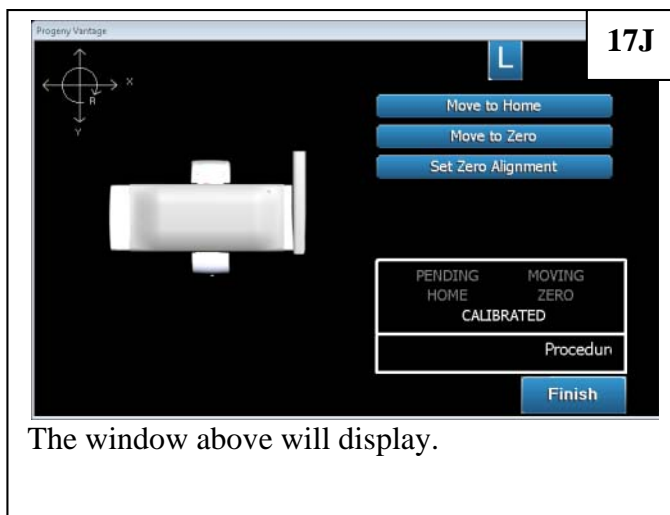 Progeny Vantage
17J
L
X
R
Y
Move to Home
Move to Zero
Set Zero Alignment
PENDING MOVING
HOME ZERO
CALIBRATED
Procedur
Finish
The window above will display.